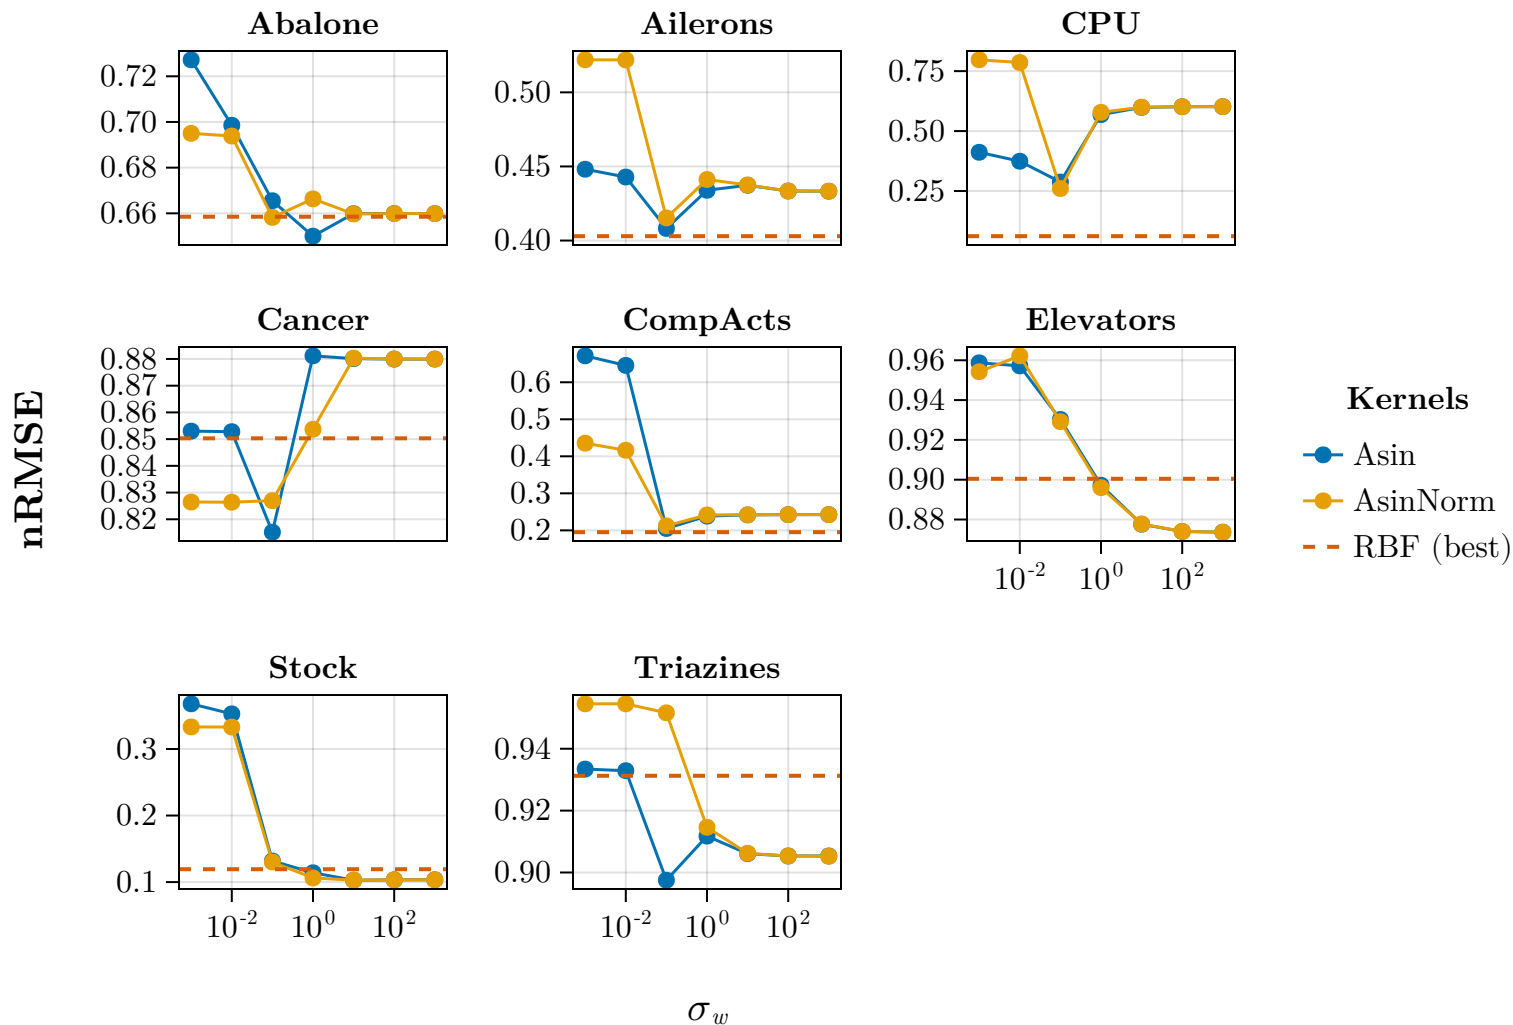 Abalone
Ailerons
CPU
0.72
0.70
0.68
0.66
0.50
0.45
0.40
0.75
0.50
0.25
Cancer
CompActs
Elevators
0.88
0.87
0.86
0.85
0.84
0.83
0.82
0.6
0.5
0.4
0.3
0.2
0.96
0.94
0.92
0.90
0.88
10⁻² 10⁰ 10²
nRMSE
Kernels
Asin
AsinNorm
RBF (best)
Stock
Triazines
0.3
0.2
0.1
0.94
0.92
0.90
10⁻² 10⁰ 10²
10⁻² 10⁰ 10²
σ_w